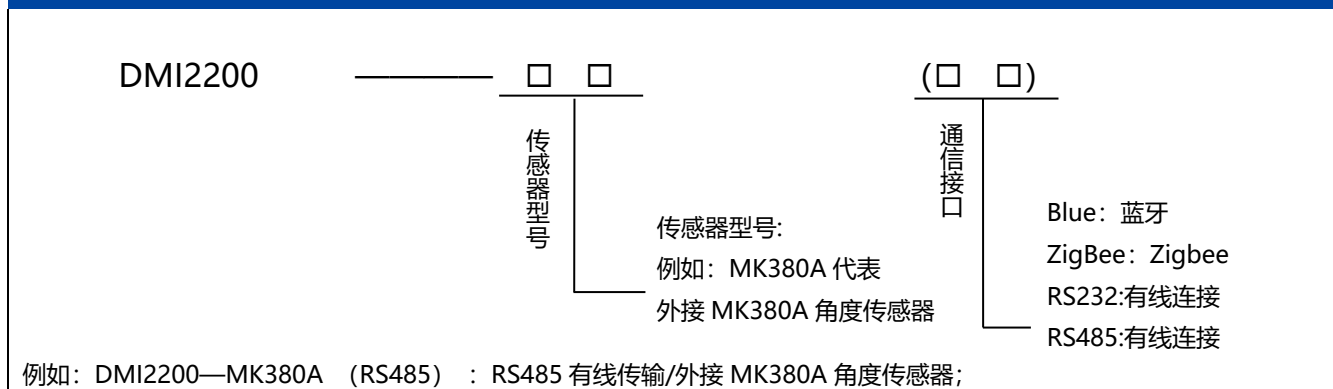 DMI2200 ———— □ □ (□ □)
传感器型号
通信接口
传感器型号:
例如：MK380A 代表
外接 MK380A 角度传感器
Blue：蓝牙
ZigBee：Zigbee
RS232:有线连接
RS485:有线连接
例如：DMI2200—MK380A （RS485）：RS485 有线传输/外接 MK380A 角度传感器；